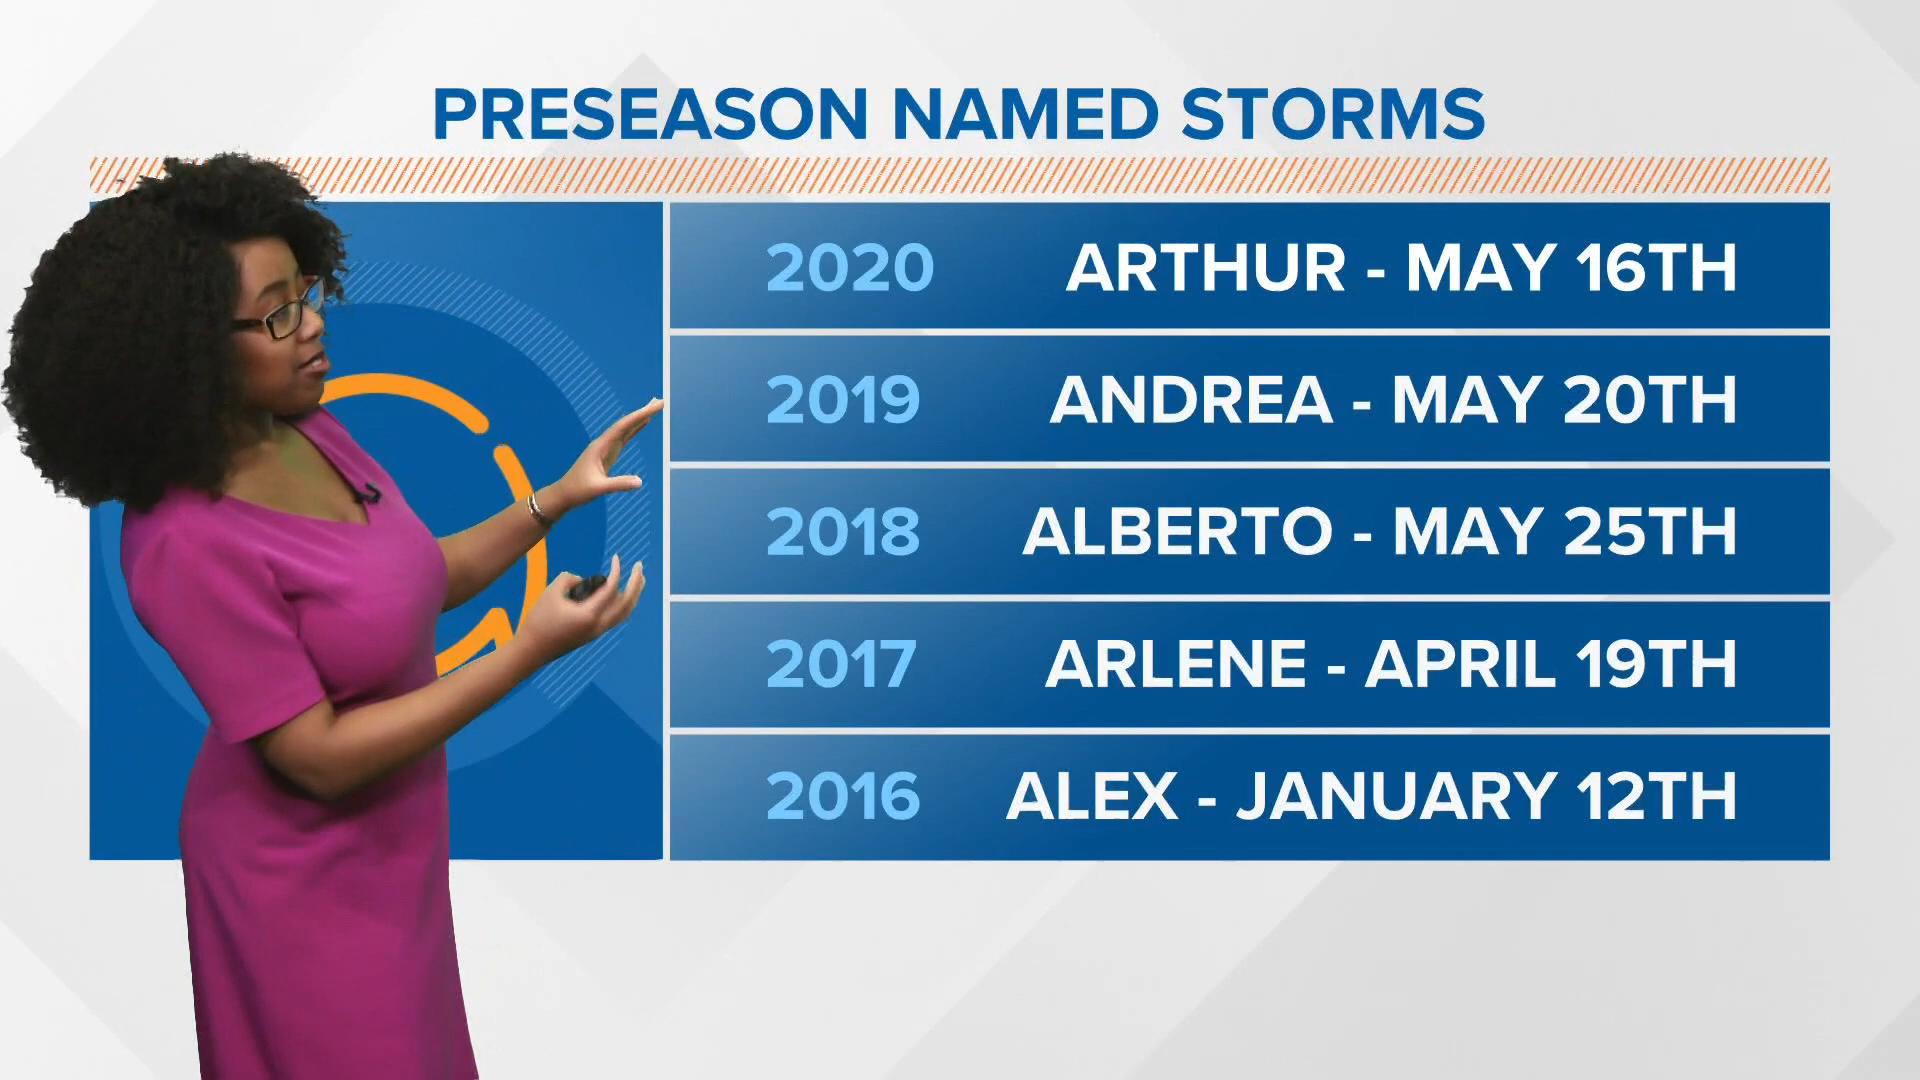 PRESEASON NAMED STORMS
2020 ARTHUR - MAY 16TH
2019 ANDREA - MAY 20TH
2018 ALBERTO - MAY 25TH
2017 ARLENE - APRIL 19TH
2016 ALEX - JANUARY 12TH